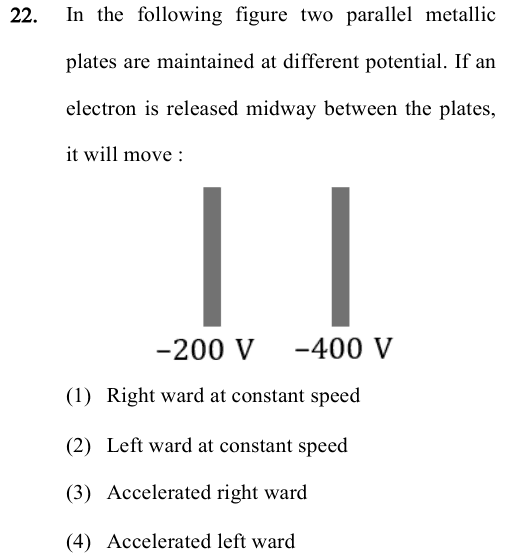 22. In the following figure two parallel metallic
plates are maintained at different potential. If an
electron is released midway between the plates,
it will move :
−200 V −400 V
(1) Right ward at constant speed
(2) Left ward at constant speed
(3) Accelerated right ward
(4) Accelerated left ward